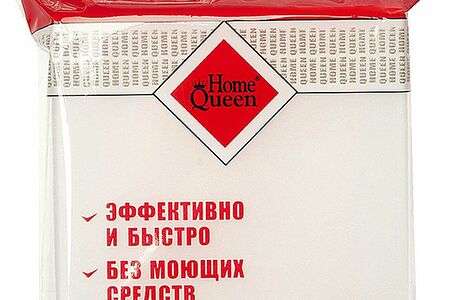 Home®
Queen
ЭФФЕКТИВНО
И БЫСТРО
БЕЗ МОЮЩИХ
СРЕДСТВ